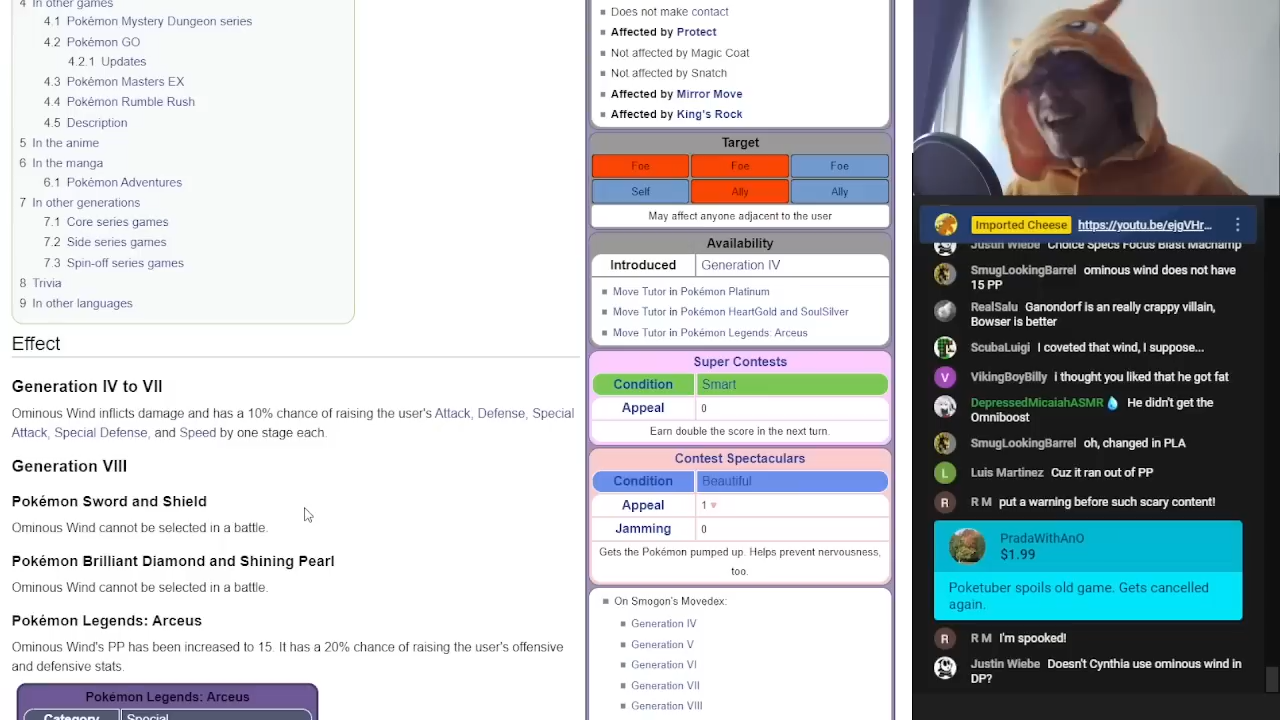 4 In other games
4.1 Pokémon Mystery Dungeon series
4.2 Pokémon GO
4.2.1 Updates
4.3 Pokémon Masters EX
4.4 Pokémon Rumble Rush
4.5 Description
5 In the anime
6 In the manga
6.1 Pokémon Adventures
7 In other generations
7.1 Core series games
7.2 Side series games
7.3 Spin-off series games
8 Trivia
9 In other languages
Effect
Generation IV to VII
Ominous Wind inflicts damage and has a 10% chance of raising the user's Attack, Defense, Special
Attack, Special Defense, and Speed by one stage each.
Generation VIII
Pokémon Sword and Shield
Ominous Wind cannot be selected in a battle.
Pokémon Brilliant Diamond and Shining Pearl
Ominous Wind cannot be selected in a battle.
Pokémon Legends: Arceus
Ominous Wind's PP has been increased to 15. It has a 20% chance of raising the user's offensive
and defensive stats.
Pokémon Legends: Arceus
Category Special
Does not make contact
Affected by Protect
Not affected by Magic Coat
Not affected by Snatch
Affected by Mirror Move
Affected by King's Rock
Target
Foe Foe Foe
Self Ally Ally
May affect anyone adjacent to the user
Availability
Introduced Generation IV
Move Tutor in Pokémon Platinum
Move Tutor in Pokémon HeartGold and SoulSilver
Move Tutor in Pokémon Legends: Arceus
Super Contests
Condition Smart
Appeal 0
Earn double the score in the next turn.
Contest Spectaculars
Condition Beautiful
Appeal 1 ♥
Jamming 0
Gets the Pokémon pumped up. Helps prevent nervousness,
too.
On Smogon's Movedex:
Generation IV
Generation V
Generation VI
Generation VII
Generation VIII
Imported Cheese https://youtu.be/ejgVHr...
Justin Wiebe Choice Specs Focus Blast Machamp
SmugLookingBarrel ominous wind does not have
15 PP
RealSalu Ganondorf is an really crappy villain,
Bowser is better
ScubaLuigi I coveted that wind, I suppose...
V VikingBoyBilly i thought you liked that he got fat
DepressedMicaiahASMR 💧 He didn't get the
Omniboost
SmugLookingBarrel oh, changed in PLA
L Luis Martinez Cuz it ran out of PP
R R M put a warning before such scary content!
PradaWithAnO
$1.99
Poketuber spoils old game. Gets cancelled
again.
R R M I'm spooked!
Justin Wiebe Doesn't Cynthia use ominous wind in
DP?